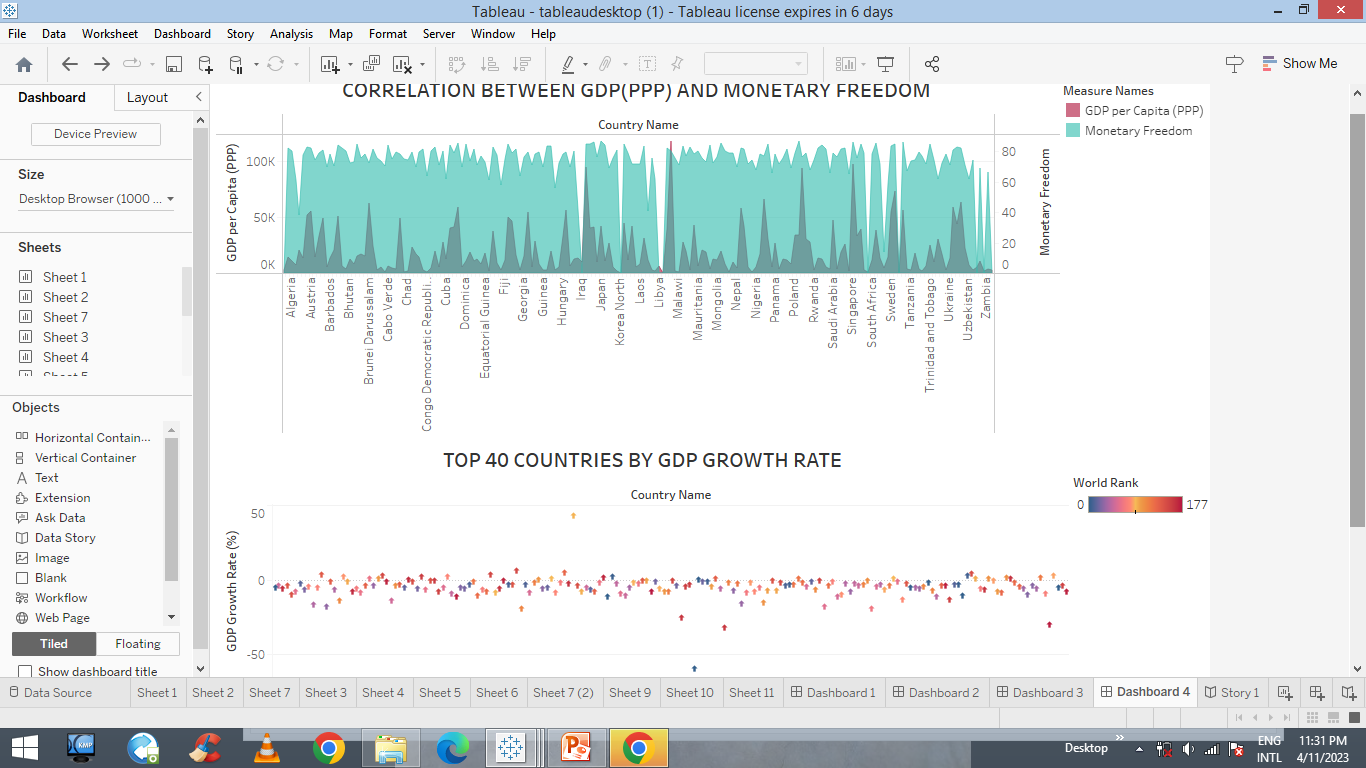 Tableau - tableaudesktop (1) - Tableau license expires in 6 days
File Data Worksheet Dashboard Story Analysis Map Format Server Window Help
Show Me
Dashboard Layout
Device Preview
Size
Desktop Browser (1000 ...
Sheets
Sheet 1
Sheet 2
Sheet 7
Sheet 3
Sheet 4
Sheet 5
Objects
Horizontal Contain...
Vertical Container
Text
Extension
Ask Data
Data Story
Image
Blank
Workflow
Web Page
Tiled Floating
Show dashboard title
CORRELATION BETWEEN GDP(PPP) AND MONETARY FREEDOM
Country Name
GDP per Capita (PPP)
100K
50K
0K
80
60
40
20
0
Monetary Freedom
Algeria
Austria
Barbados
Bhutan
Brunei Darussalam
Cabo Verde
Chad
Congo Democratic Republi..
Cuba
Dominica
Equatorial Guinea
Fiji
Georgia
Guinea
Hungary
Iraq
Japan
Korea North
Laos
Libya
Malawi
Mauritania
Mongolia
Nepal
Nigeria
Panama
Poland
Rwanda
Saudi Arabia
Singapore
South Africa
Sweden
Tanzania
Trinidad and Tobago
Ukraine
Uzbekistan
Zambia
Measure Names
GDP per Capita (PPP)
Monetary Freedom
TOP 40 COUNTRIES BY GDP GROWTH RATE
Country Name
GDP Growth Rate (%)
50
0
-50
World Rank
0 177
Data Source Sheet 1 Sheet 2 Sheet 7 Sheet 3 Sheet 4 Sheet 5 Sheet 6 Sheet 7 (2) Sheet 9 Sheet 10 Sheet 11 Dashboard 1 Dashboard 2 Dashboard 3 Dashboard 4 Story 1
KMP
Desktop
ENG
INTL
11:31 PM
4/11/2023